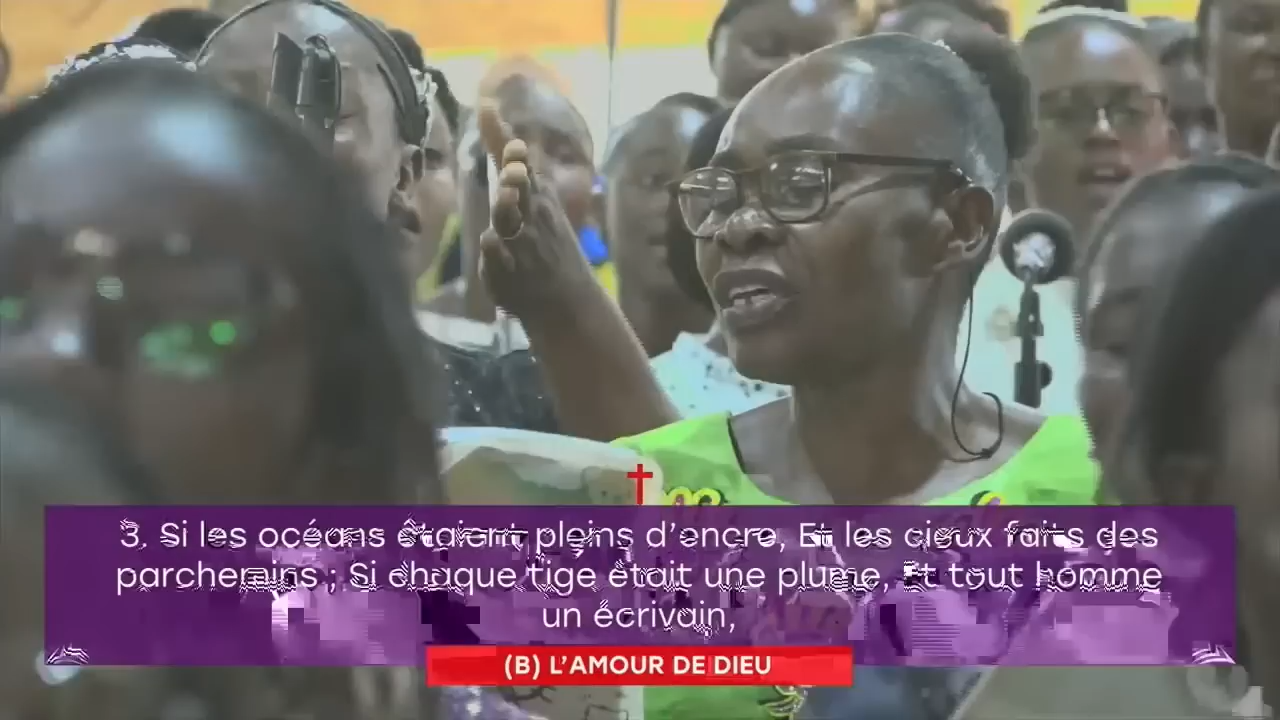 3. Si les océans étaient pleins d'encre, Et les cieux faits des
parchemins ; Si chaque tige était une plume, Et tout homme
un écrivain,
(B) L'AMOUR DE DIEU